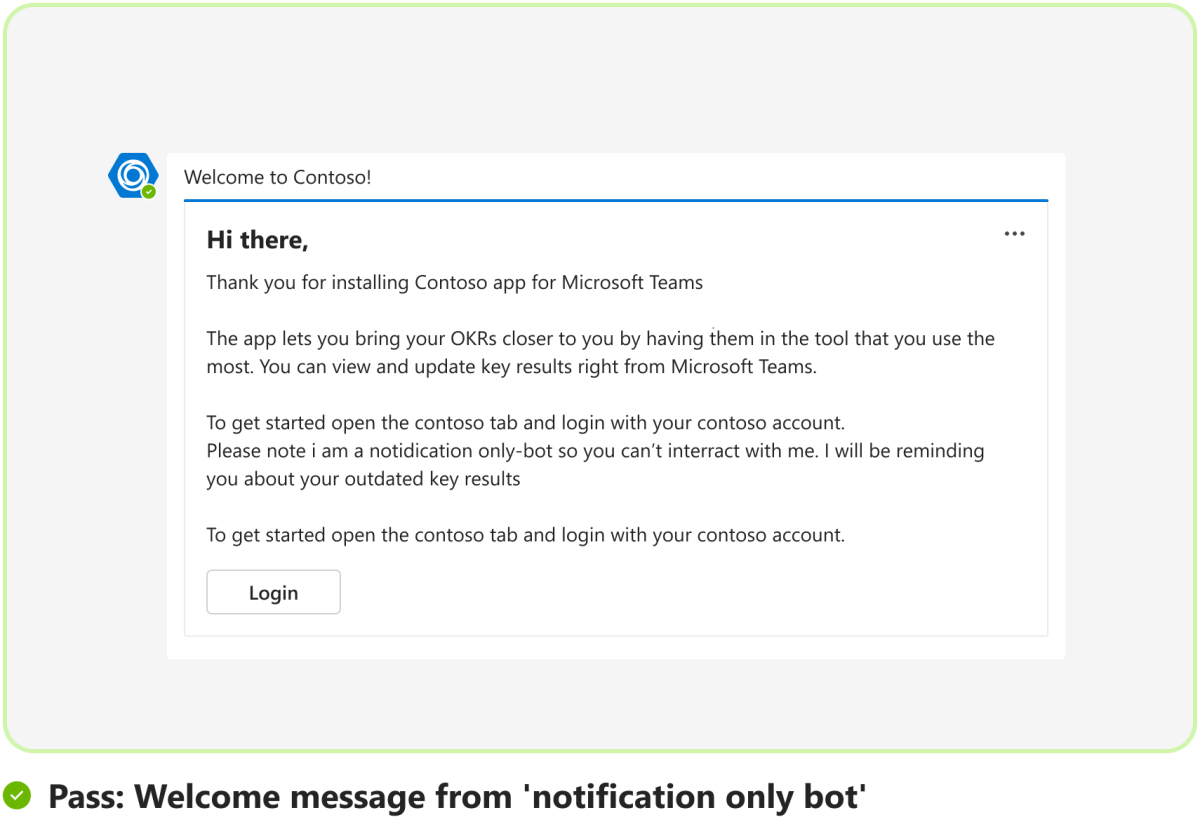 Welcome to Contoso!
Hi there,
Thank you for installing Contoso app for Microsoft Teams
The app lets you bring your OKRs closer to you by having them in the tool that you use the
most. You can view and update key results right from Microsoft Teams.
To get started open the contoso tab and login with your contoso account.
Please note i am a notidication only-bot so you can’t interract with me. I will be reminding
you about your outdated key results
To get started open the contoso tab and login with your contoso account.
Login
Pass: Welcome message from 'notification only bot'